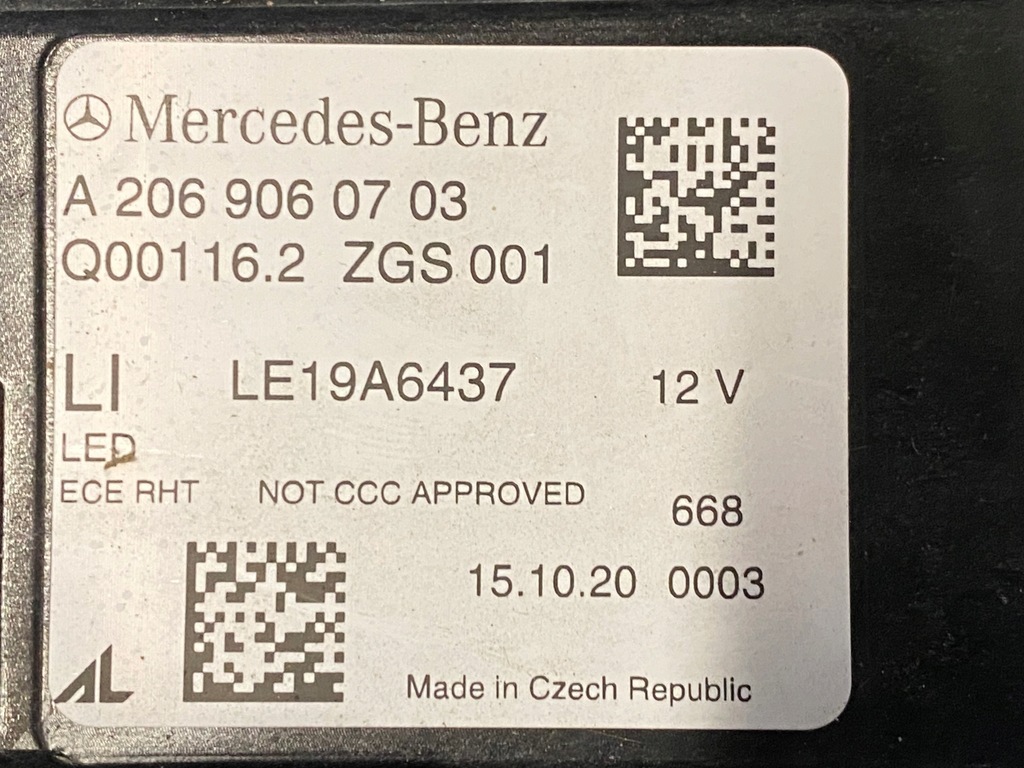 Mercedes-Benz
A 206 906 07 03
Q00116.2 ZGS 001
LI LE19A6437 12 V
LED
ECE RHT NOT CCC APPROVED
668
15.10.20 0003
AL
Made in Czech Republic